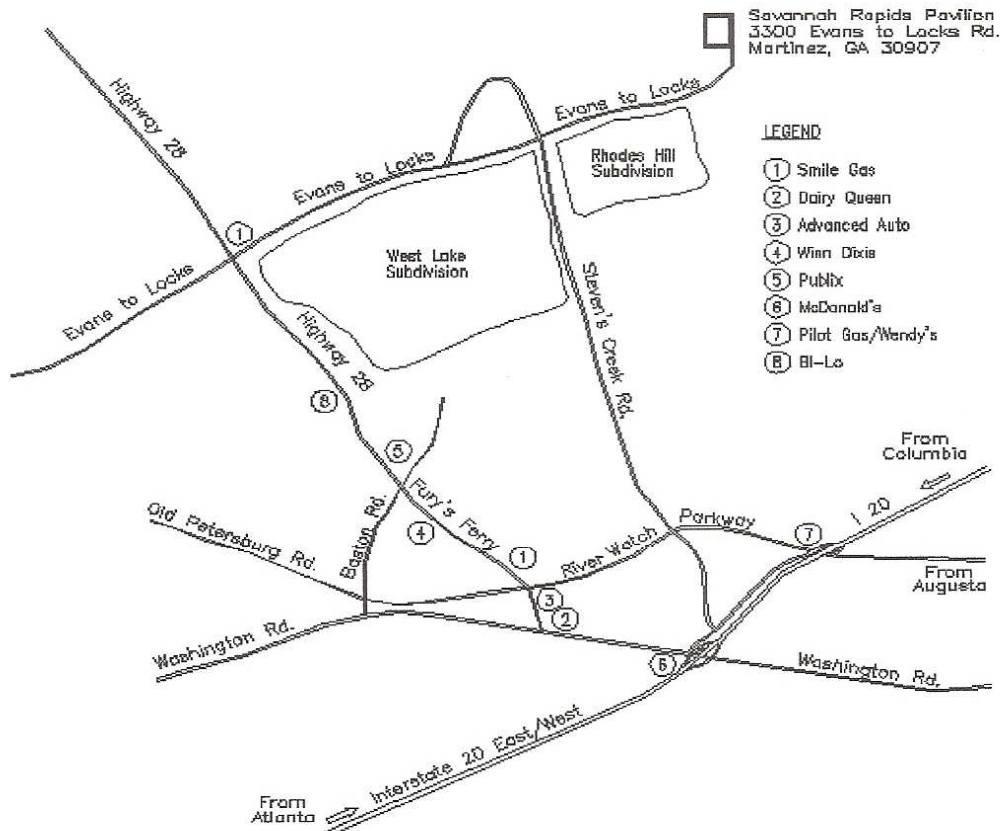 Savannah Rapids Pavilion
3300 Evans to Locks Rd.
Martinez, GA 30907
Highway 28
Evans to Locks
Evans to Locks
Rhodes Hill
Subdivision
LEGEND
1 Smile Gas
2 Dairy Queen
3 Advanced Auto
4 Winn Dixie
5 Publix
6 McDonald's
7 Pilot Gas/Wendy's
8 Bi-Lo
1
West Lake
Subdivision
Evans to Locks
Highway 28
Steven's Creek Rd.
8
From
Columbia
5
Fury's Ferry
I 20
Old Petersburg Rd.
Baston Rd.
4
Parkway
7
1
River Watch
From
Augusta
3
2
Washington Rd.
6
Washington Rd.
Interstate 20 East/West
From
Atlanta